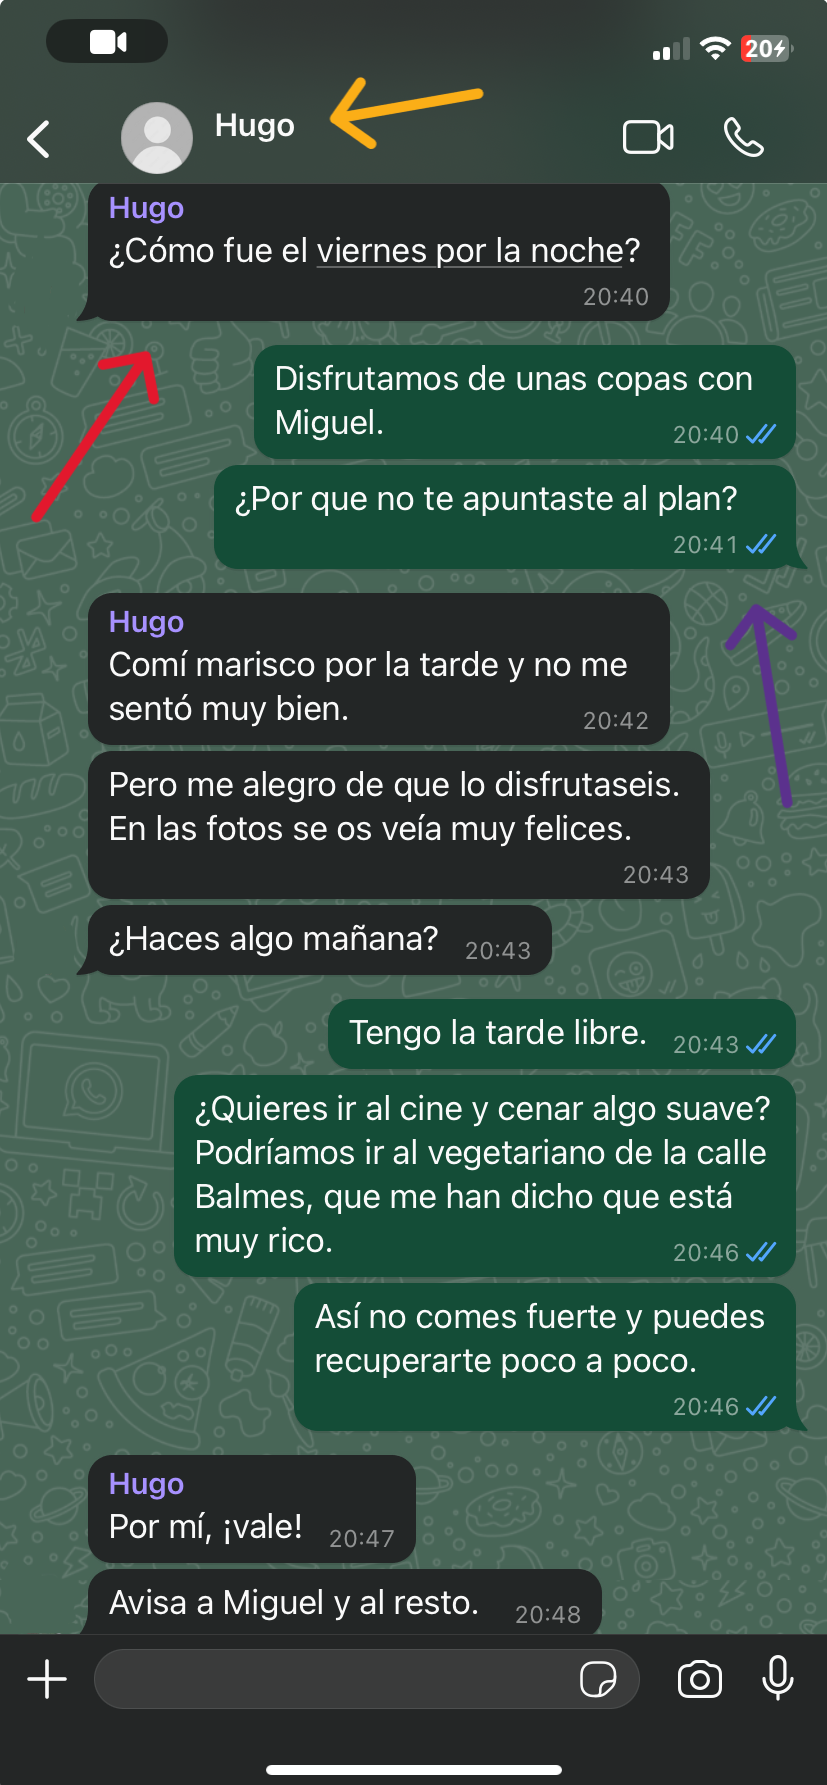 20
Hugo
Hugo
¿Cómo fue el viernes por la noche?
20:40
Disfrutamos de unas copas con
Miguel.
20:40
¿Por que no te apuntaste al plan?
20:41
Hugo
Comí marisco por la tarde y no me
sentó muy bien.
20:42
Pero me alegro de que lo disfrutaseis.
En las fotos se os veía muy felices.
20:43
¿Haces algo mañana? 20:43
Tengo la tarde libre. 20:43
¿Quieres ir al cine y cenar algo suave?
Podríamos ir al vegetariano de la calle
Balmes, que me han dicho que está
muy rico.
20:46
Así no comes fuerte y puedes
recuperarte poco a poco.
20:46
Hugo
Por mí, ¡vale! 20:47
Avisa a Miguel y al resto. 20:48